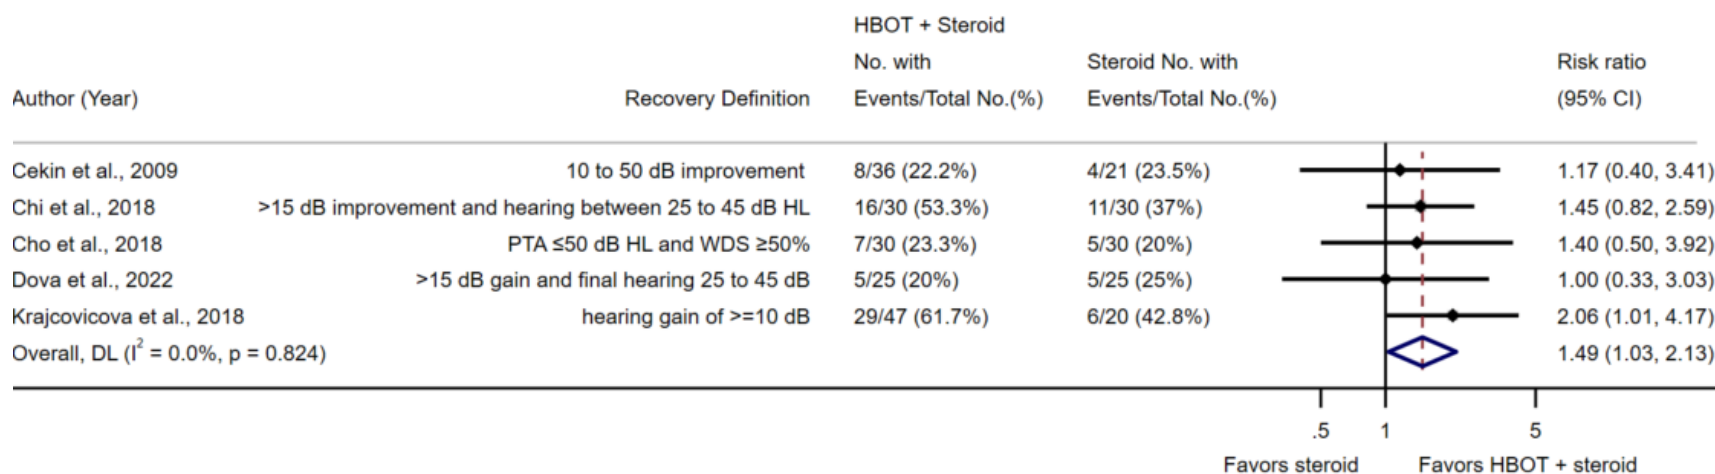 HBOT + Steroid
No. with Steroid No. with Risk ratio
Author (Year) Recovery Definition Events/Total No.(%) Events/Total No.(%) (95% CI)
Cekin et al., 2009 10 to 50 dB improvement 8/36 (22.2%) 4/21 (23.5%) 1.17 (0.40, 3.41)
Chi et al., 2018 >15 dB improvement and hearing between 25 to 45 dB HL 16/30 (53.3%) 11/30 (37%) 1.45 (0.82, 2.59)
Cho et al., 2018 PTA ≤50 dB HL and WDS ≥50% 7/30 (23.3%) 5/30 (20%) 1.40 (0.50, 3.92)
Dova et al., 2022 >15 dB gain and final hearing 25 to 45 dB 5/25 (20%) 5/25 (25%) 1.00 (0.33, 3.03)
Krajcovicova et al., 2018 hearing gain of >=10 dB 29/47 (61.7%) 6/20 (42.8%) 2.06 (1.01, 4.17)
Overall, DL (I² = 0.0%, p = 0.824) 1.49 (1.03, 2.13)
.5 1 5
Favors steroid Favors HBOT + steroid